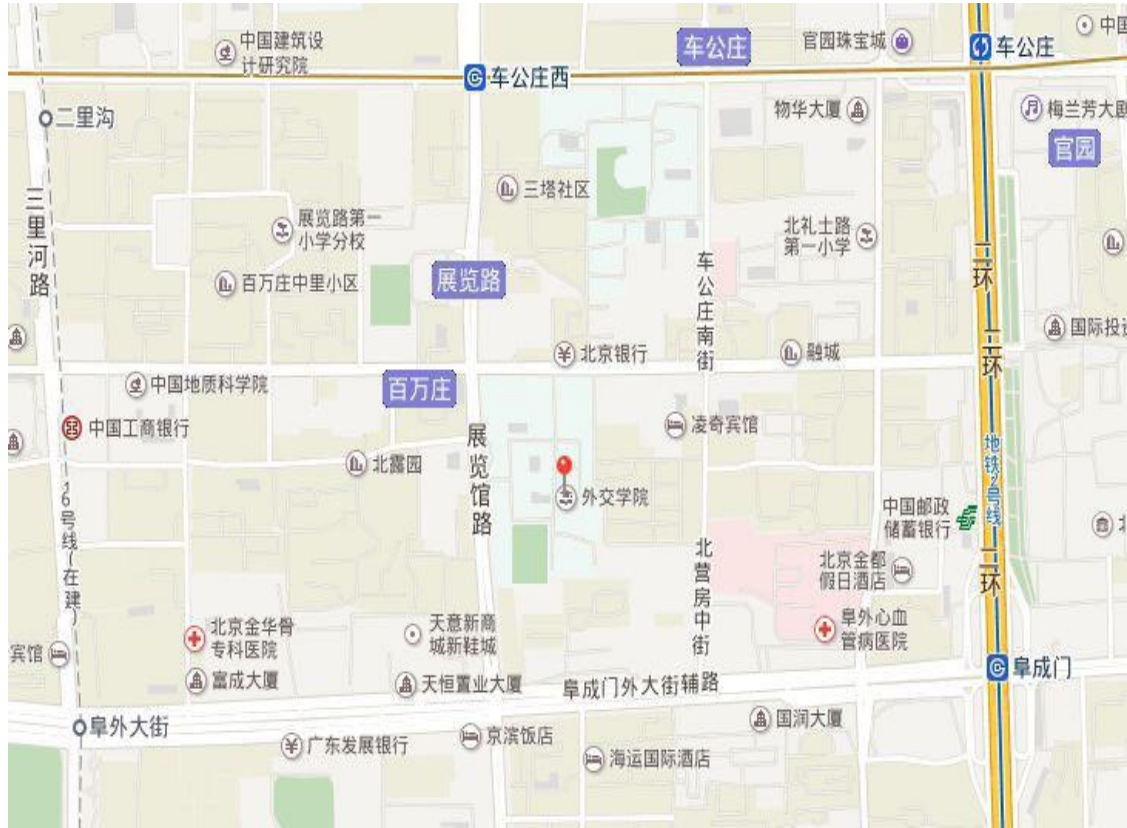 中国建筑设
计研究院
车公庄
官园珠宝城
车公庄
中国
车公庄西
二里沟
物华大厦
梅兰芳大剧
官园
三里河路
展览路第一
小学分校
三塔社区
北礼士路
第一小学
百万庄中里小区
展览路
车公庄南街
二环
国际投
北京银行
融城
二环
中国地质科学院
百万庄
中国工商银行
展览馆路
凌奇宾馆
北露园
地铁2号线
外交学院
中国邮政
储蓄银行
16号线(在建)
北营房中街
北京金都
假日酒店
二环
北京金华骨
专科医院
天意新商
城新鞋城
阜外心血
管病医院
宾馆
富成大厦
天恒置业大厦
阜成门外大街辅路
阜成门
阜外大街
广东发展银行
京滨饭店
国润大厦
海运国际酒店